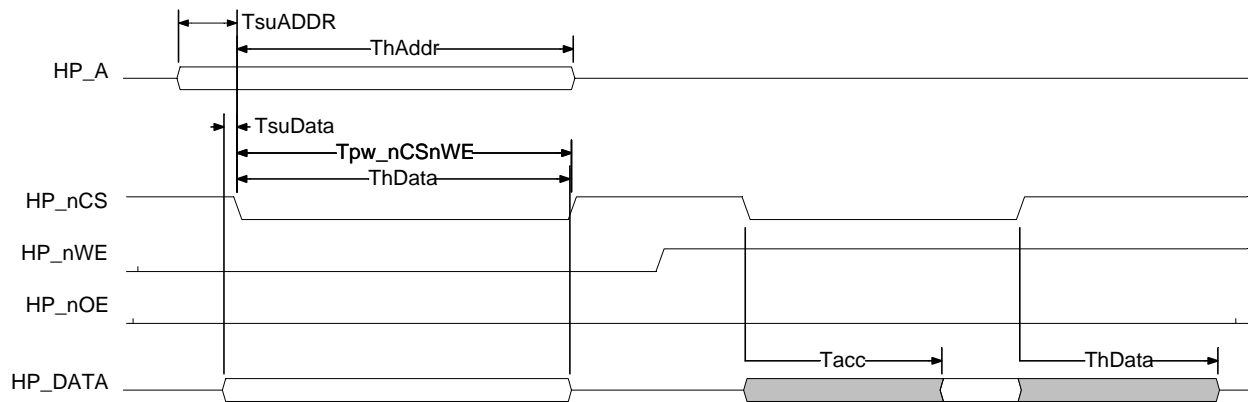 TsuADDR
ThAddr
HP_A
TsuData
Tpw_nCSnWE
ThData
HP_nCS
HP_nWE
HP_nOE
Tacc
ThData
HP_DATA